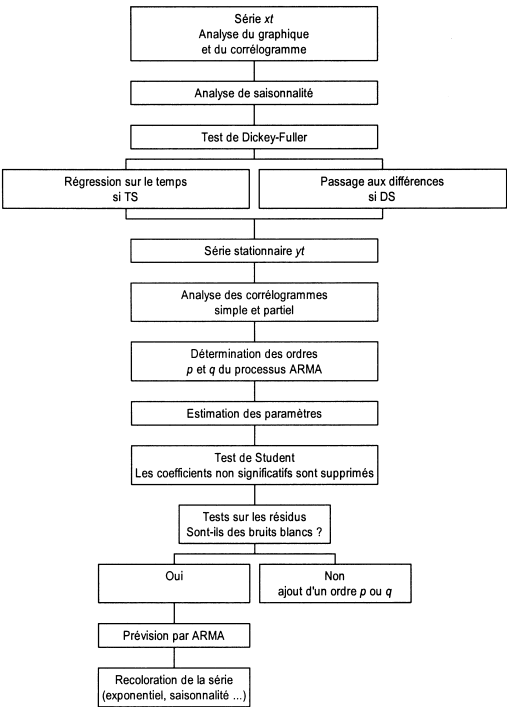 Série xt
Analyse du graphique
et du corrélogramme
Analyse de saisonnalité
Test de Dickey-Fuller
Régression sur le temps
si TS
Passage aux différences
si DS
Série stationnaire yt
Analyse des corrélogrammes
simple et partiel
Détermination des ordres
p et q du processus ARMA
Estimation des paramètres
Test de Student
Les coefficients non significatifs sont supprimés
Tests sur les résidus
Sont-ils des bruits blancs ?
Oui
Non
ajout d'un ordre p ou q
Prévision par ARMA
Recoloration de la série
(exponentiel, saisonnalité ...)